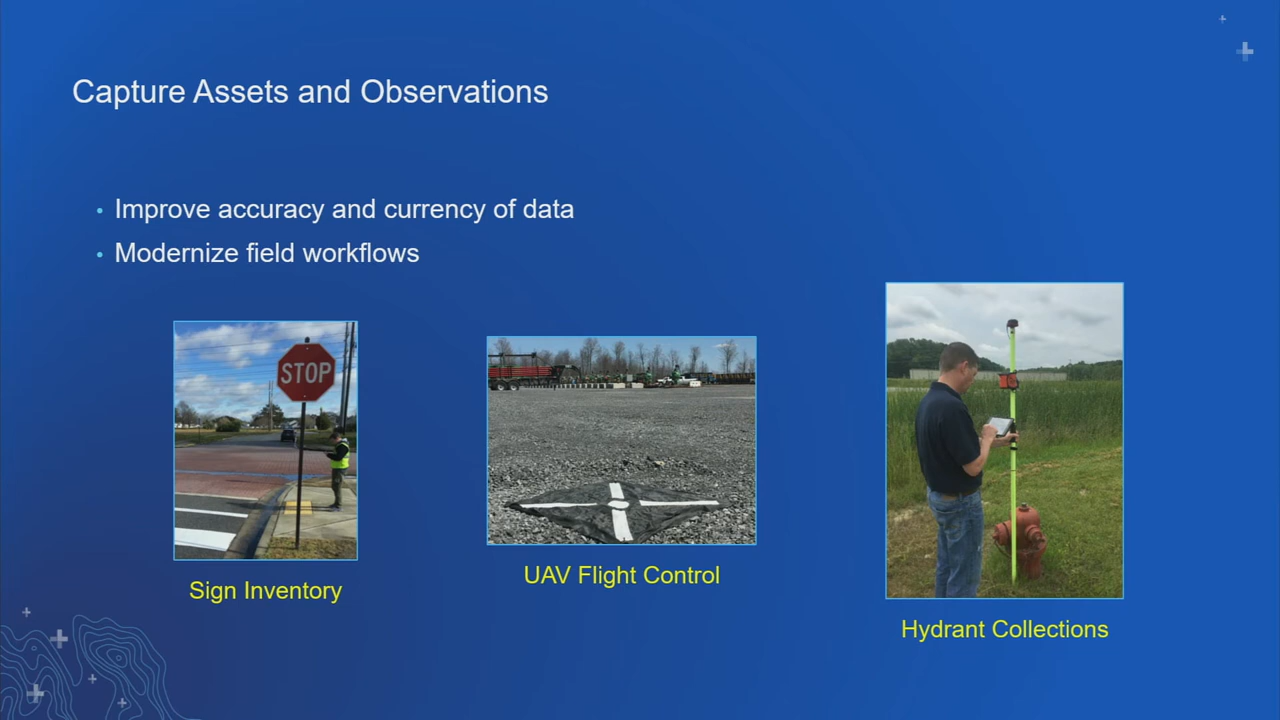 Capture Assets and Observations
Improve accuracy and currency of data
Modernize field workflows
STOP
Sign Inventory
UAV Flight Control
Hydrant Collections